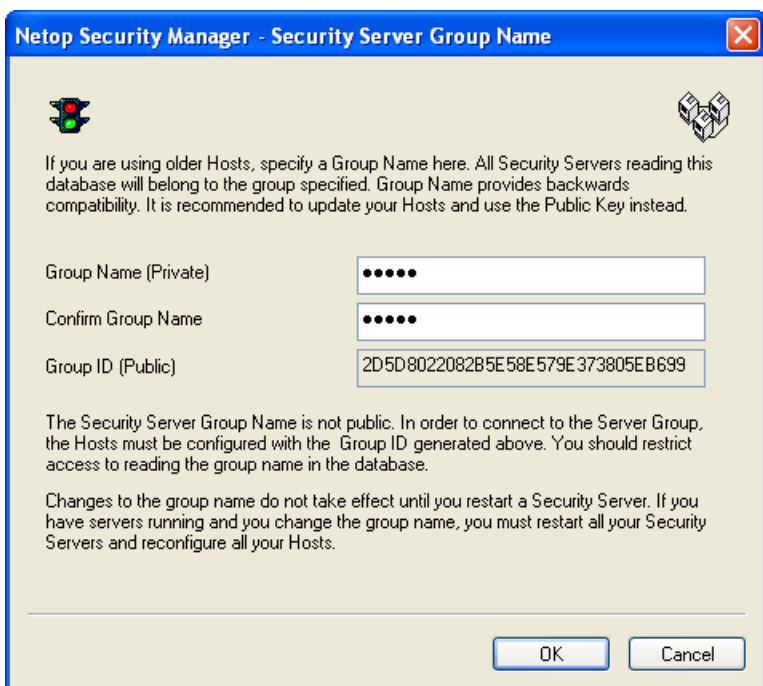 Netop Security Manager - Security Server Group Name
If you are using older Hosts, specify a Group Name here. All Security Servers reading this
database will belong to the group specified. Group Name provides backwards
compatibility. It is recommended to update your Hosts and use the Public Key instead.
Group Name (Private)
●●●●●
Confirm Group Name
●●●●●
Group ID (Public)
2D5D8022082B5E58E579E373805EB699
The Security Server Group Name is not public. In order to connect to the Server Group,
the Hosts must be configured with the  Group ID generated above. You should restrict
access to reading the group name in the database.
Changes to the group name do not take effect until you restart a Security Server. If you
have servers running and you change the group name, you must restart all your Security
Servers and reconfigure all your Hosts.
OK
Cancel